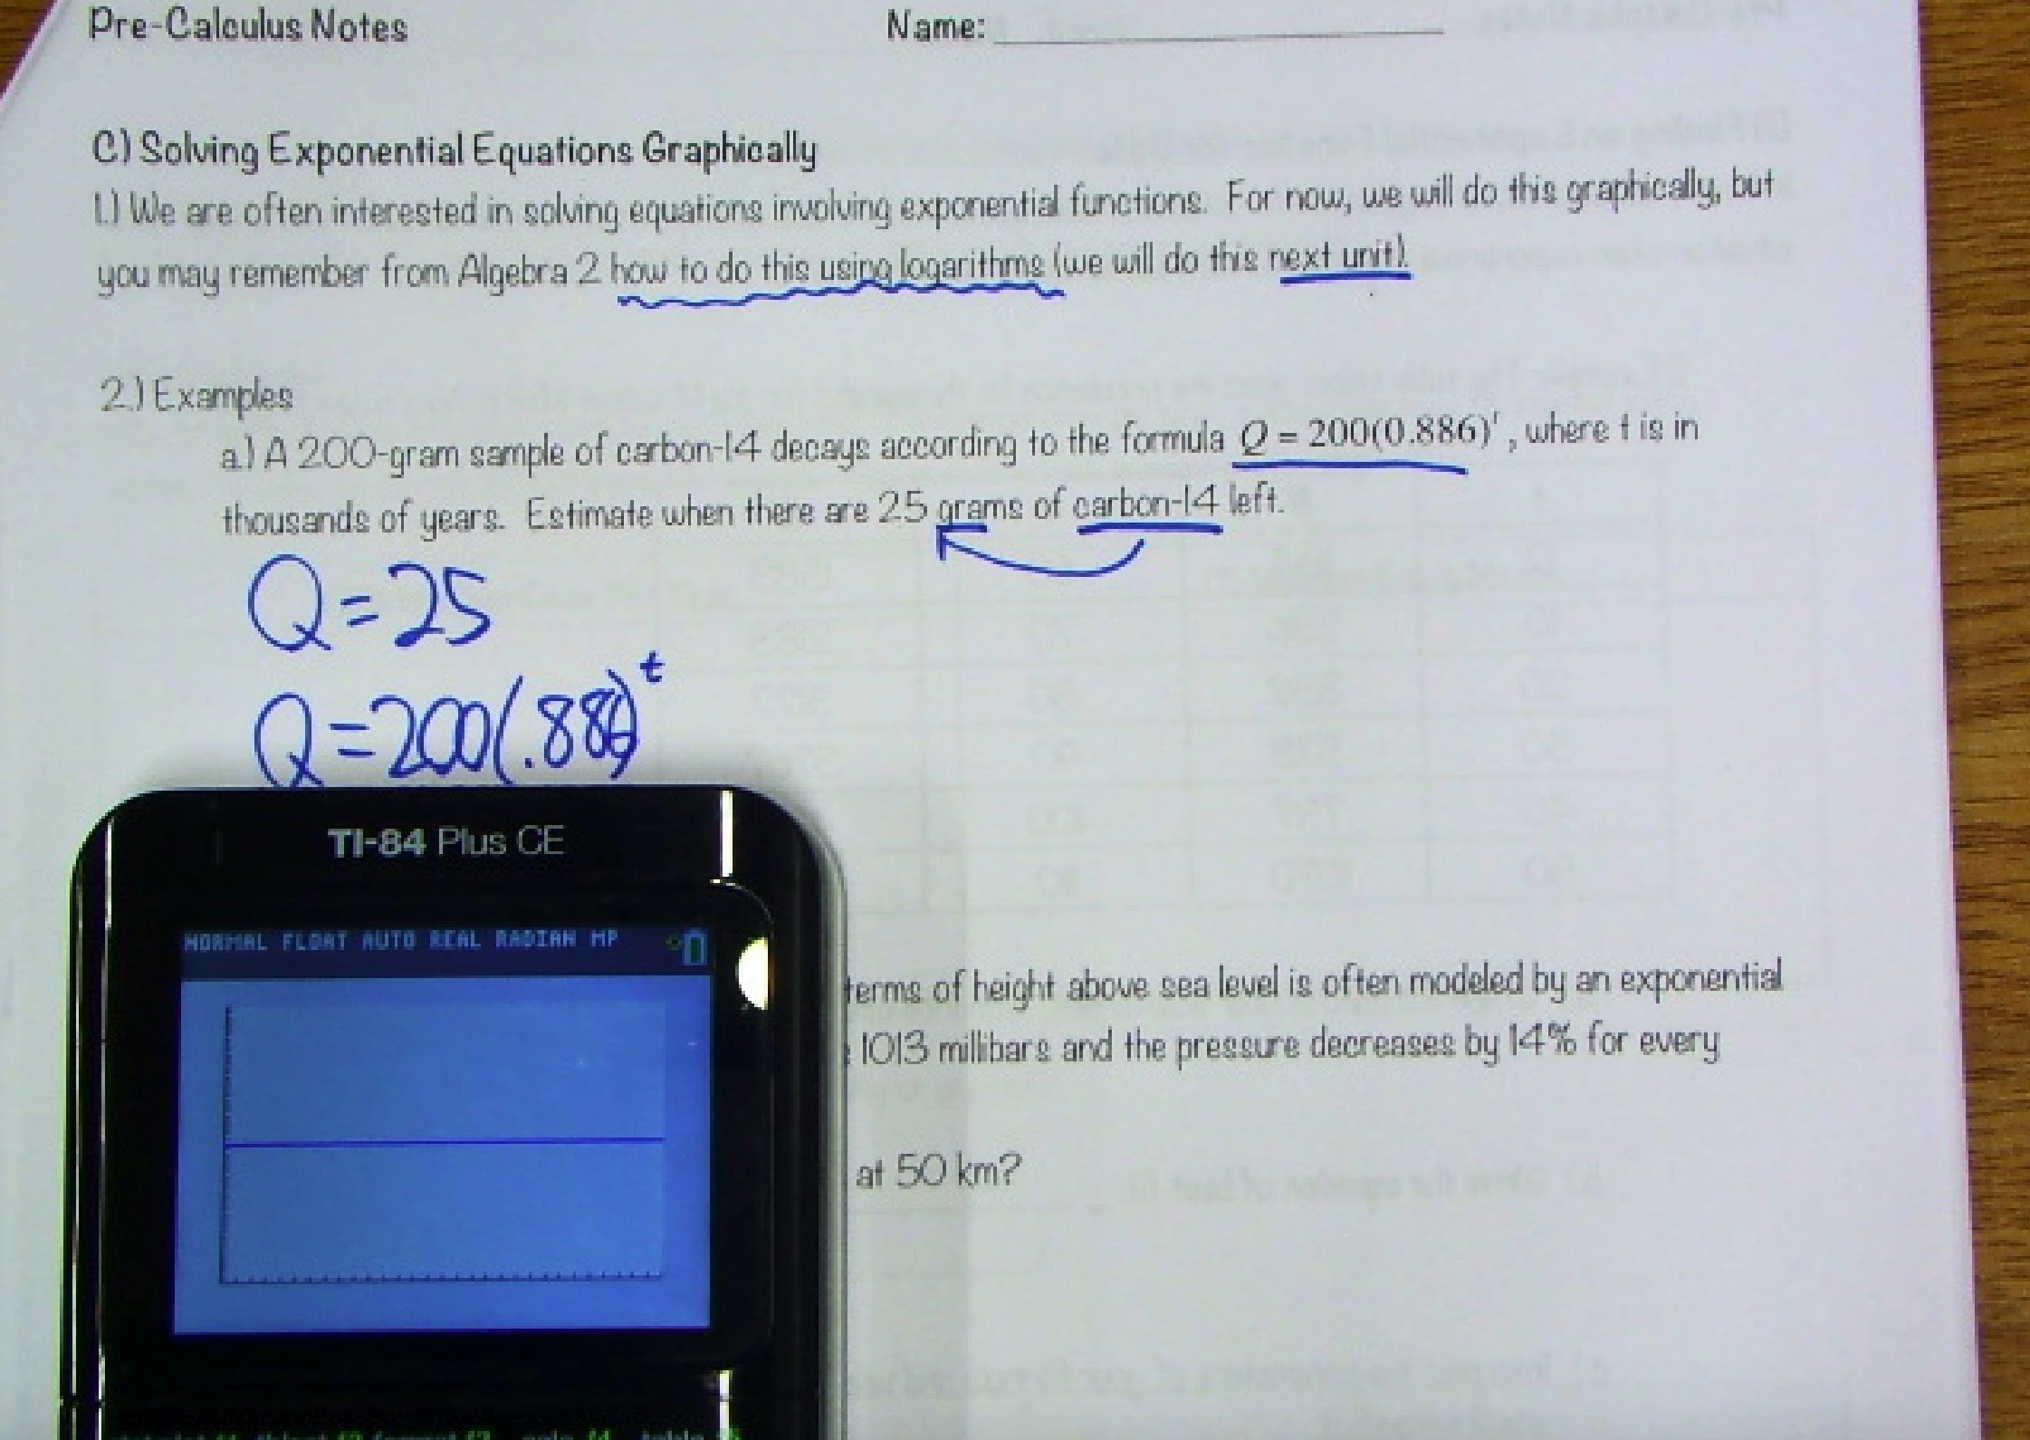 Pre-Calculus Notes Name:
C) Solving Exponential Equations Graphically
1.) We are often interested in solving equations involving exponential functions. For now, we will do this graphically, but
you may remember from Algebra 2 how to do this using logarithms (we will do this next unit).
2.) Examples
a.) A 200-gram sample of carbon-14 decays according to the formula Q = 200(0.886)^t, where t is in
thousands of years. Estimate when there are 25 grams of carbon-14 left.
Q = 25
Q = 200(.886)^t
TI-84 Plus CE
NORMAL FLOAT AUTO REAL RADIAN MP
terms of height above sea level is often modeled by an exponential
1013 millibars and the pressure decreases by 14% for every
at 50 km?